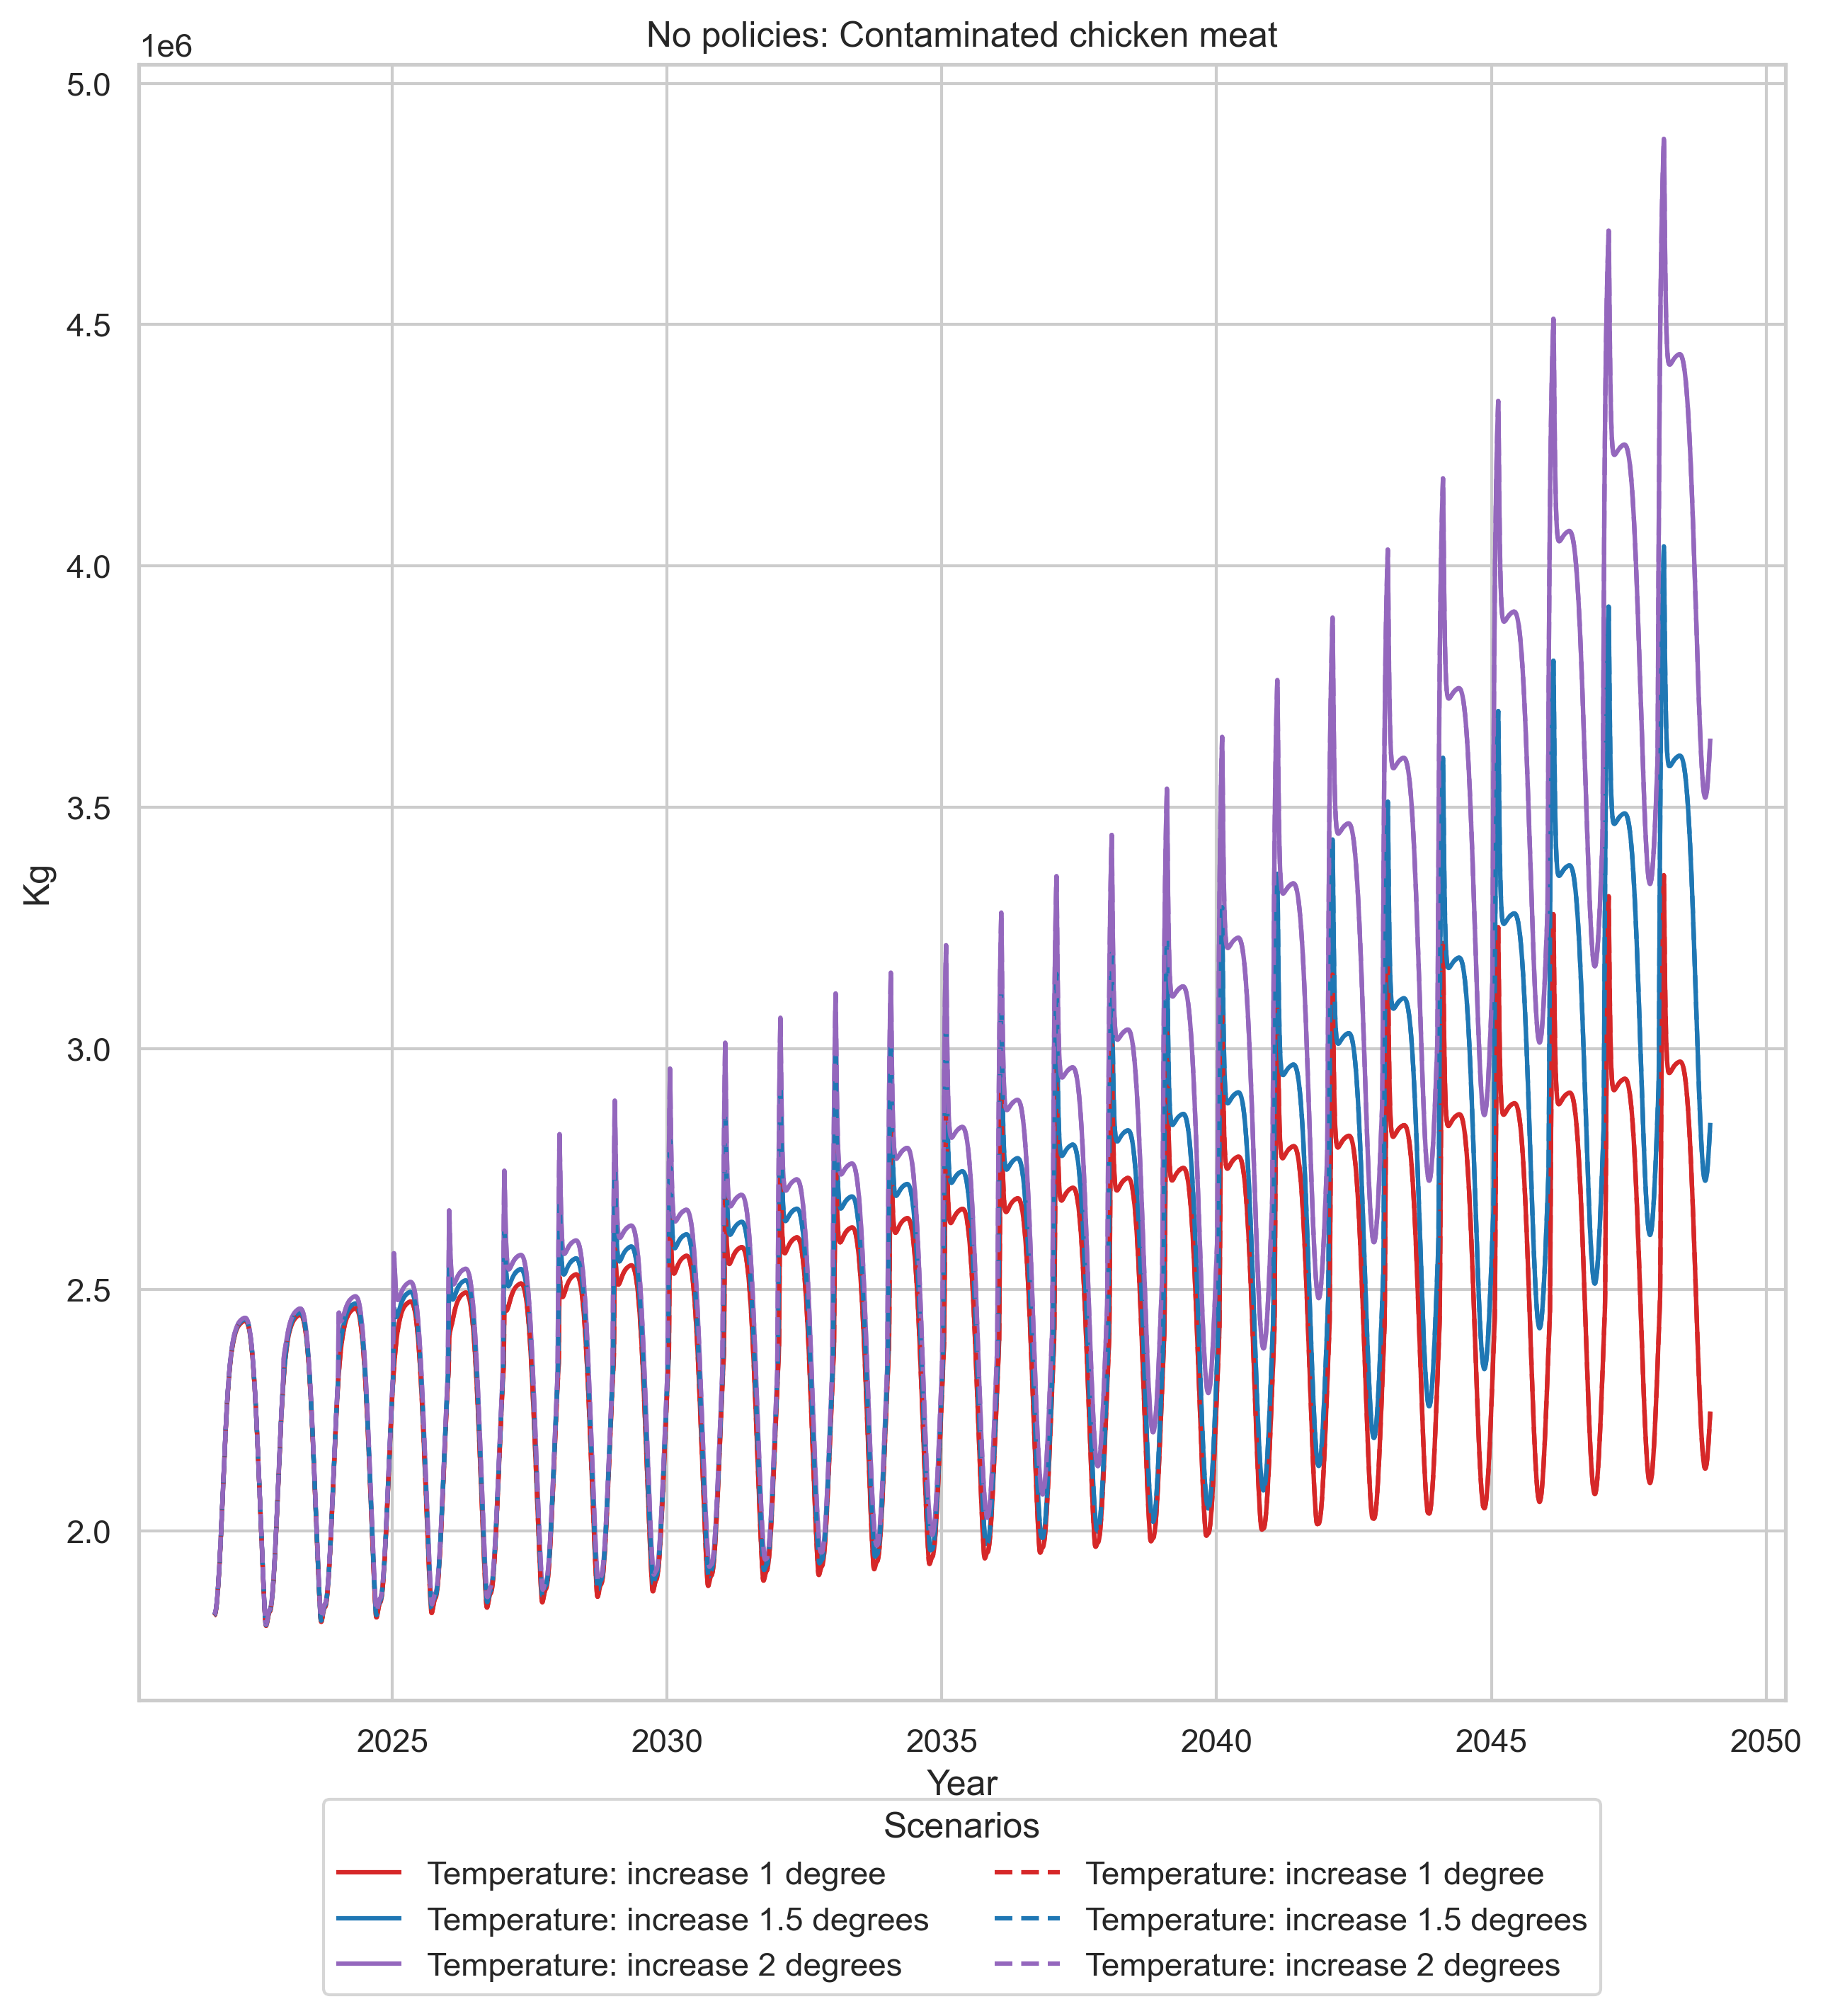 No policies: Contaminated chicken meat
1e6
5.0
4.5
4.0
3.5
3.0
2.5
2.0
Kg
2025 2030 2035 2040 2045 2050
Year
Scenarios
Temperature: increase 1 degree Temperature: increase 1 degree
Temperature: increase 1.5 degrees Temperature: increase 1.5 degrees
Temperature: increase 2 degrees Temperature: increase 2 degrees